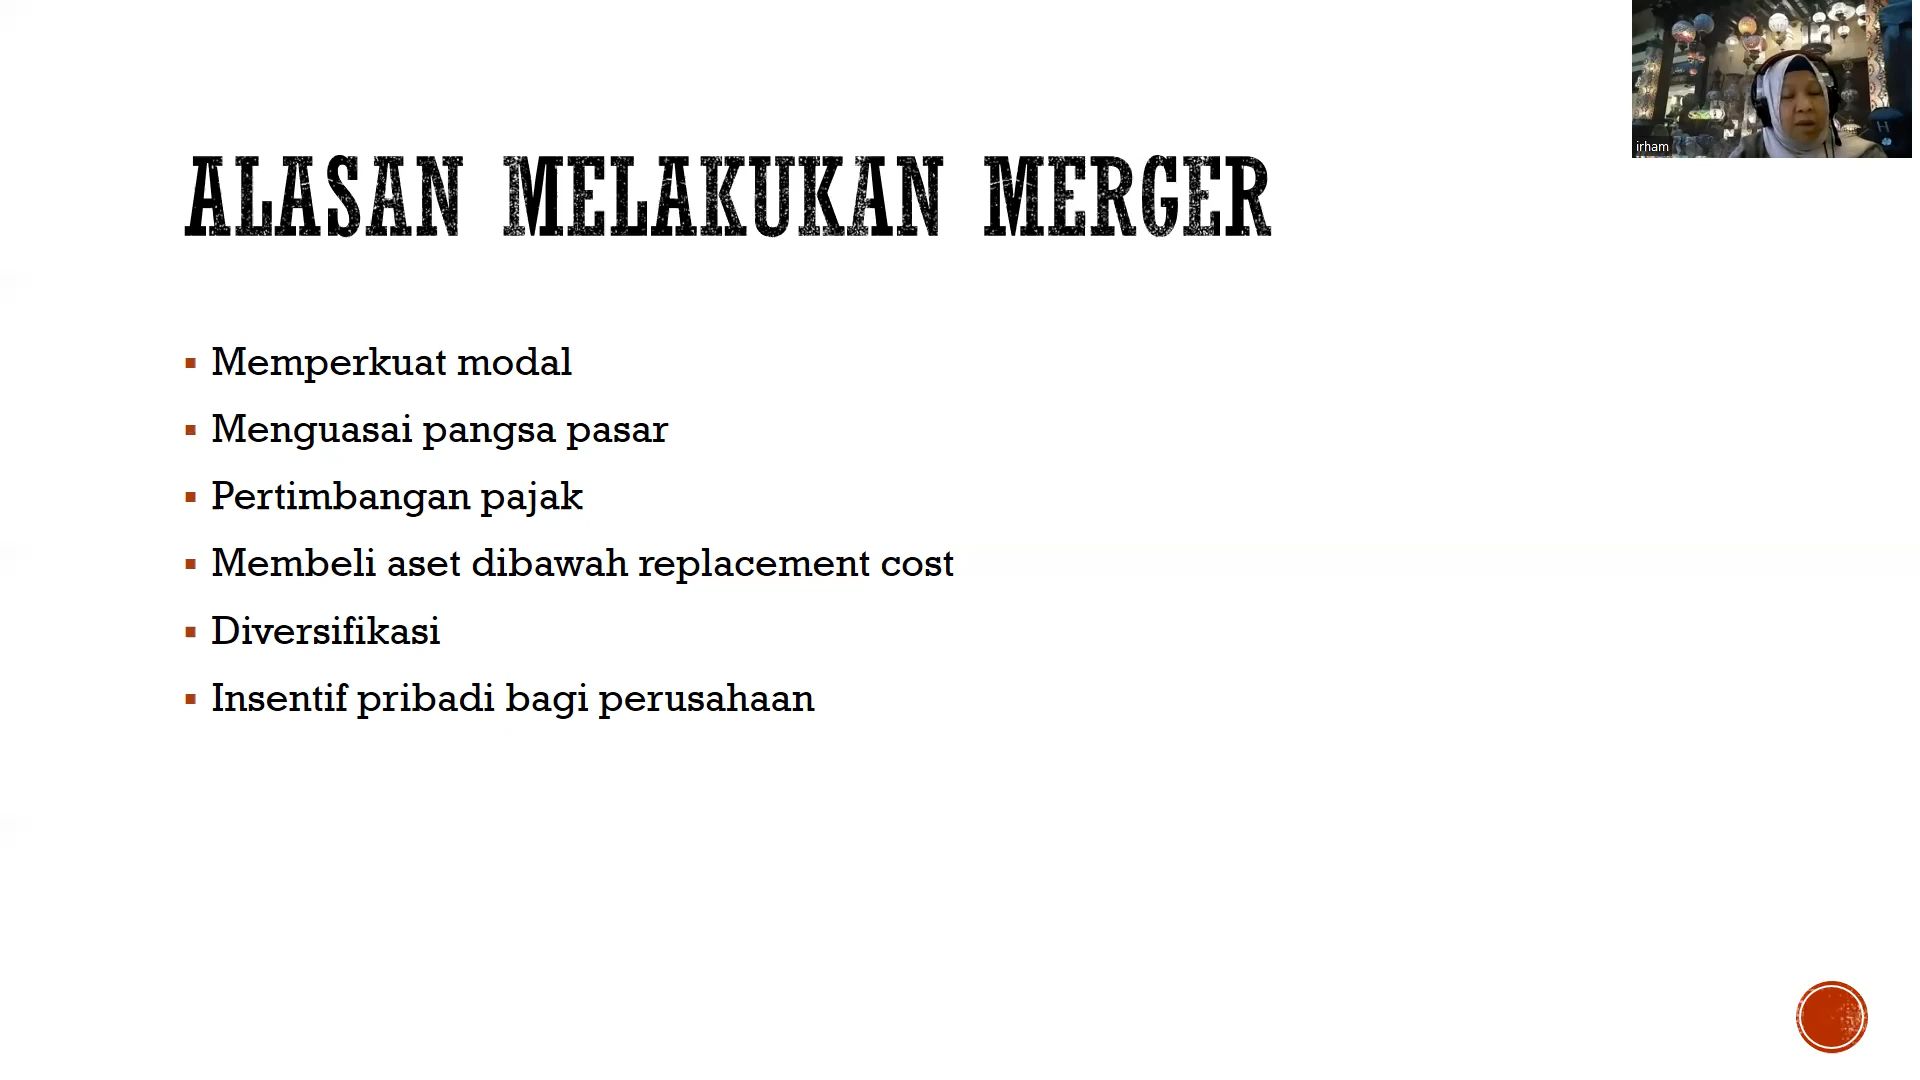 irham
ALASAN MELAKUKAN MERGER
Memperkuat modal
Menguasai pangsa pasar
Pertimbangan pajak
Membeli aset dibawah replacement cost
Diversifikasi
Insentif pribadi bagi perusahaan